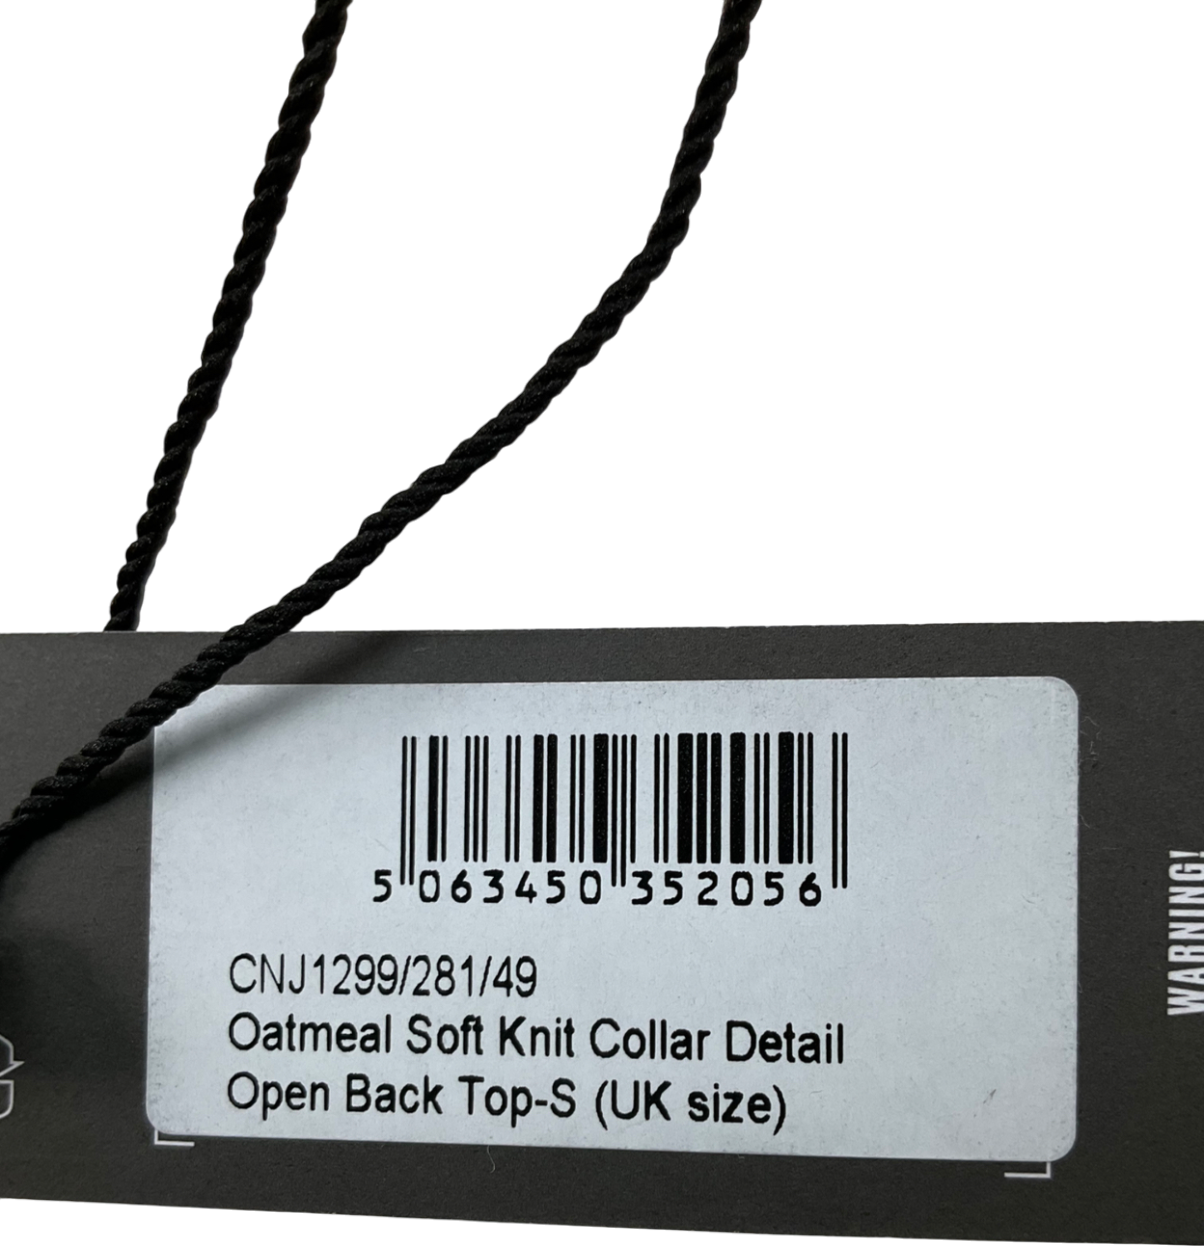 5 063450 352056
CNJ1299/281/49
Oatmeal Soft Knit Collar Detail
Open Back Top-S (UK size)
WARNING!